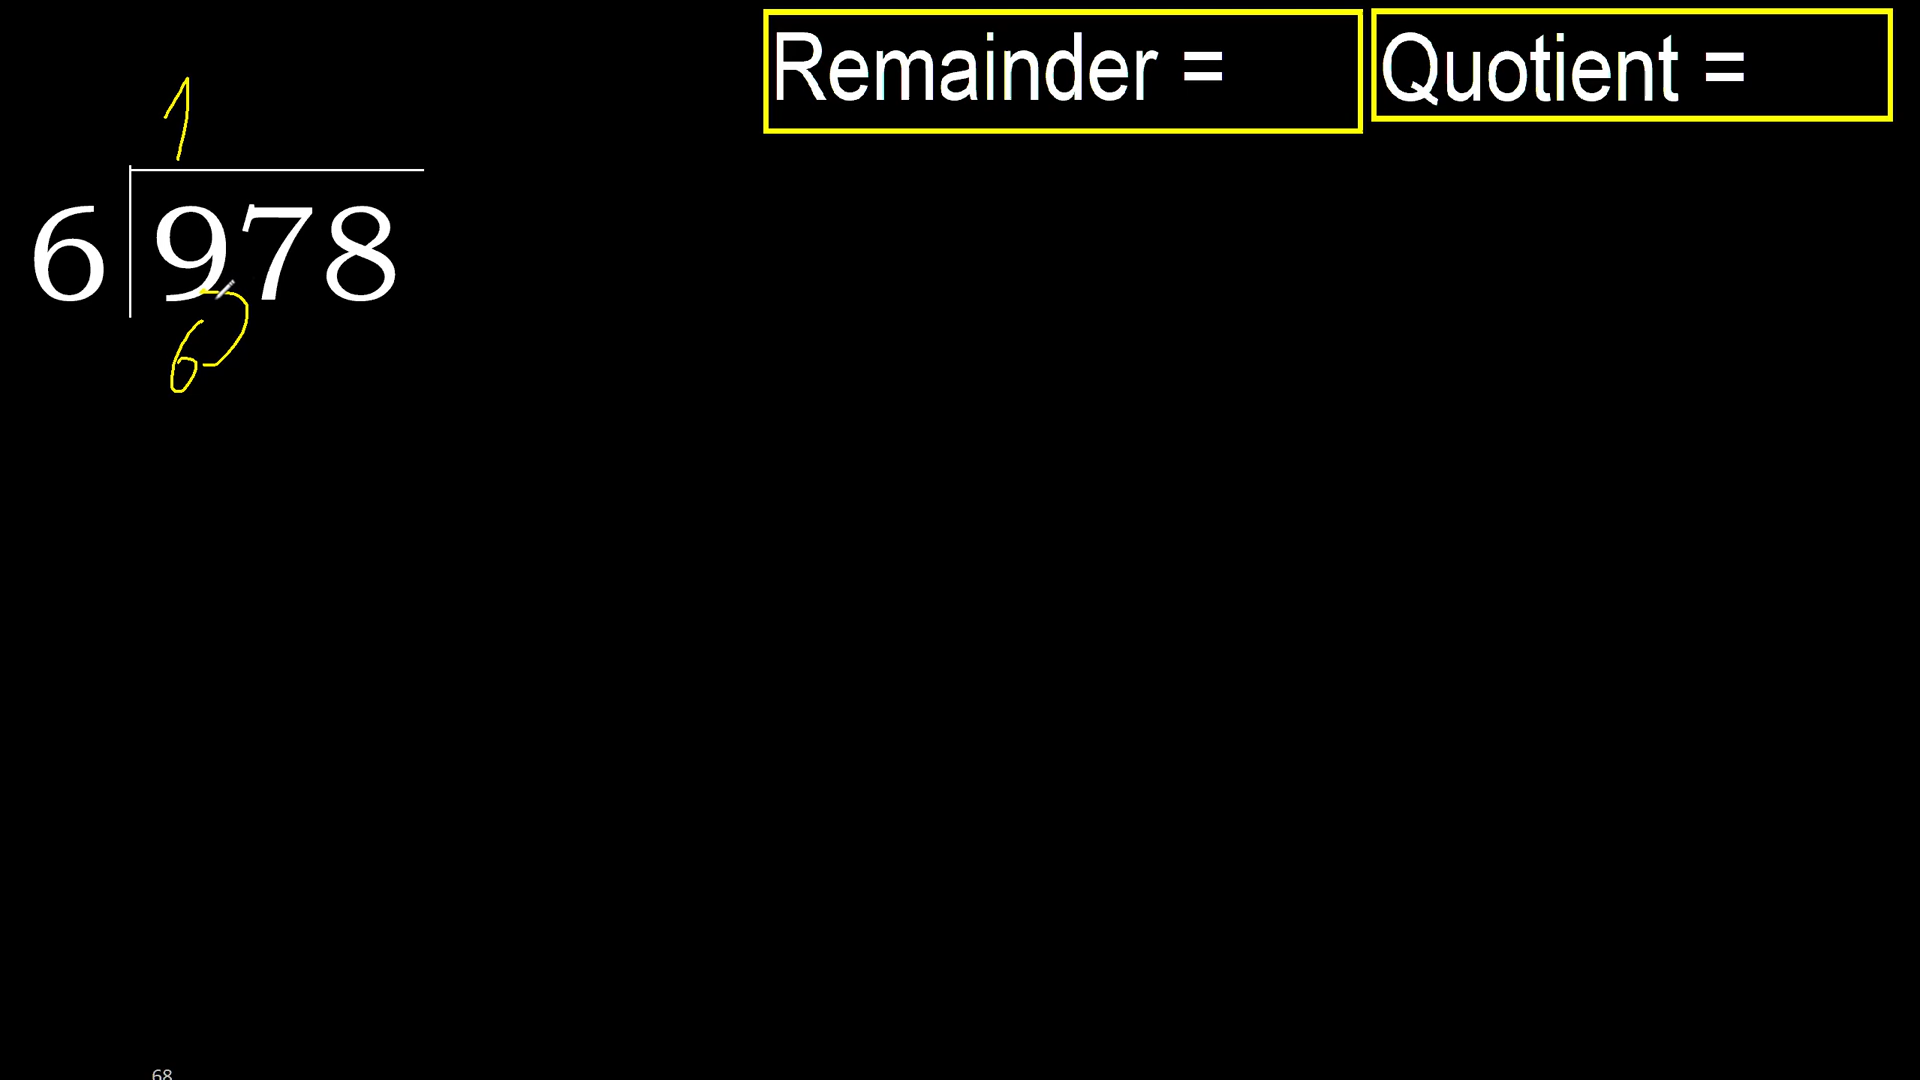 Remainder = Quotient =
1
6 978
6
68